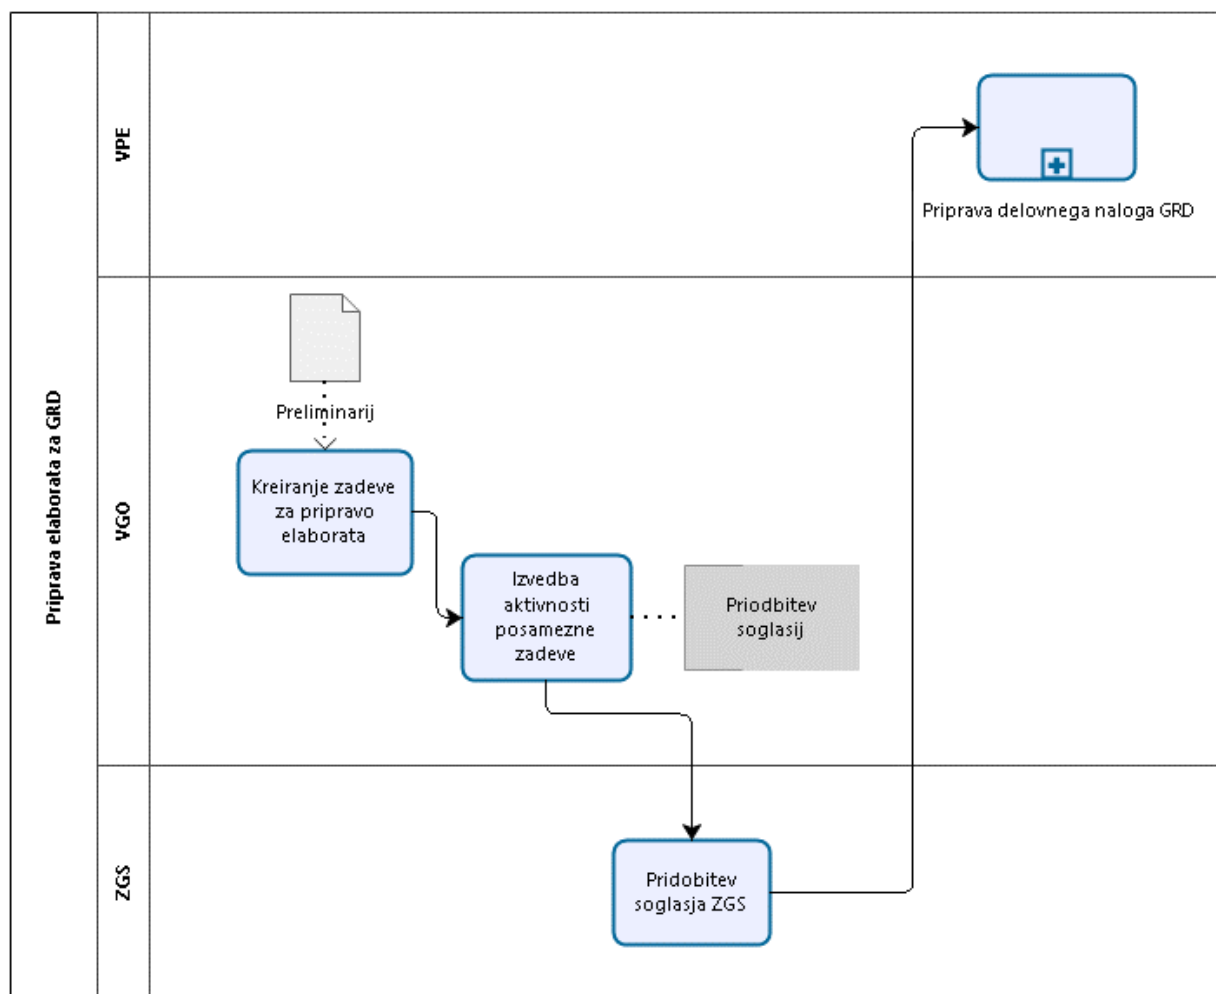 Priprava elaborata za GRD
VPE
Priprava delovnega naloga GRD
VGO
Preliminarij
Kreiranje zadeve
za pripravo
elaborata
Izvedba
aktivnosti
posamezne
zadeve
Priodbitev
soglasij
ZGS
Pridobitev
soglasja ZGS